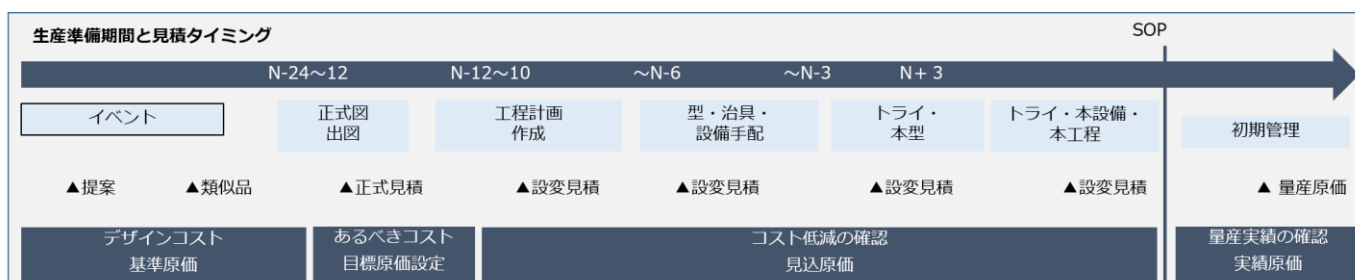 生産準備期間と見積タイミング
SOP
N-24～12
N-12～10
～N-6
～N-3
N+ 3
イベント
正式図
出図
工程計画
作成
型・治具・
設備手配
トライ・
本型
トライ・本設備・
本工程
初期管理
▲提案
▲類似品
▲正式見積
▲設変見積
▲設変見積
▲設変見積
▲設変見積
▲ 量産原価
デザインコスト
基準原価
あるべきコスト
目標原価設定
コスト低減の確認
見込原価
量産実績の確認
実績原価